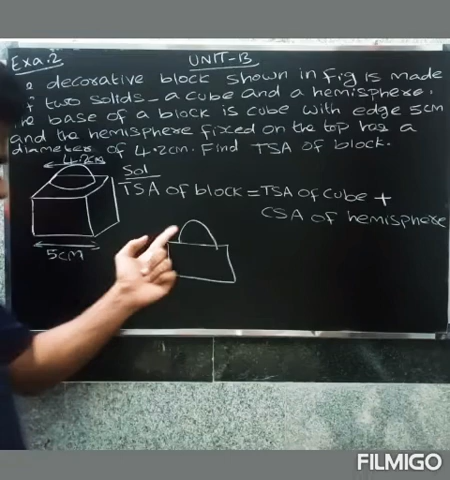 Exa.2 UNIT-B
decorative block shown in fig is made
of two solids - a cube and a hemisphere.
The base of a block is cube with edge 5cm
and the hemisphere fixed on the top has a
diameter of 4.2cm. Find TSA of block.
4.2cm
Sol
TSA of block = TSA of cube +
CSA of hemisphere
5cm
FILMIGO